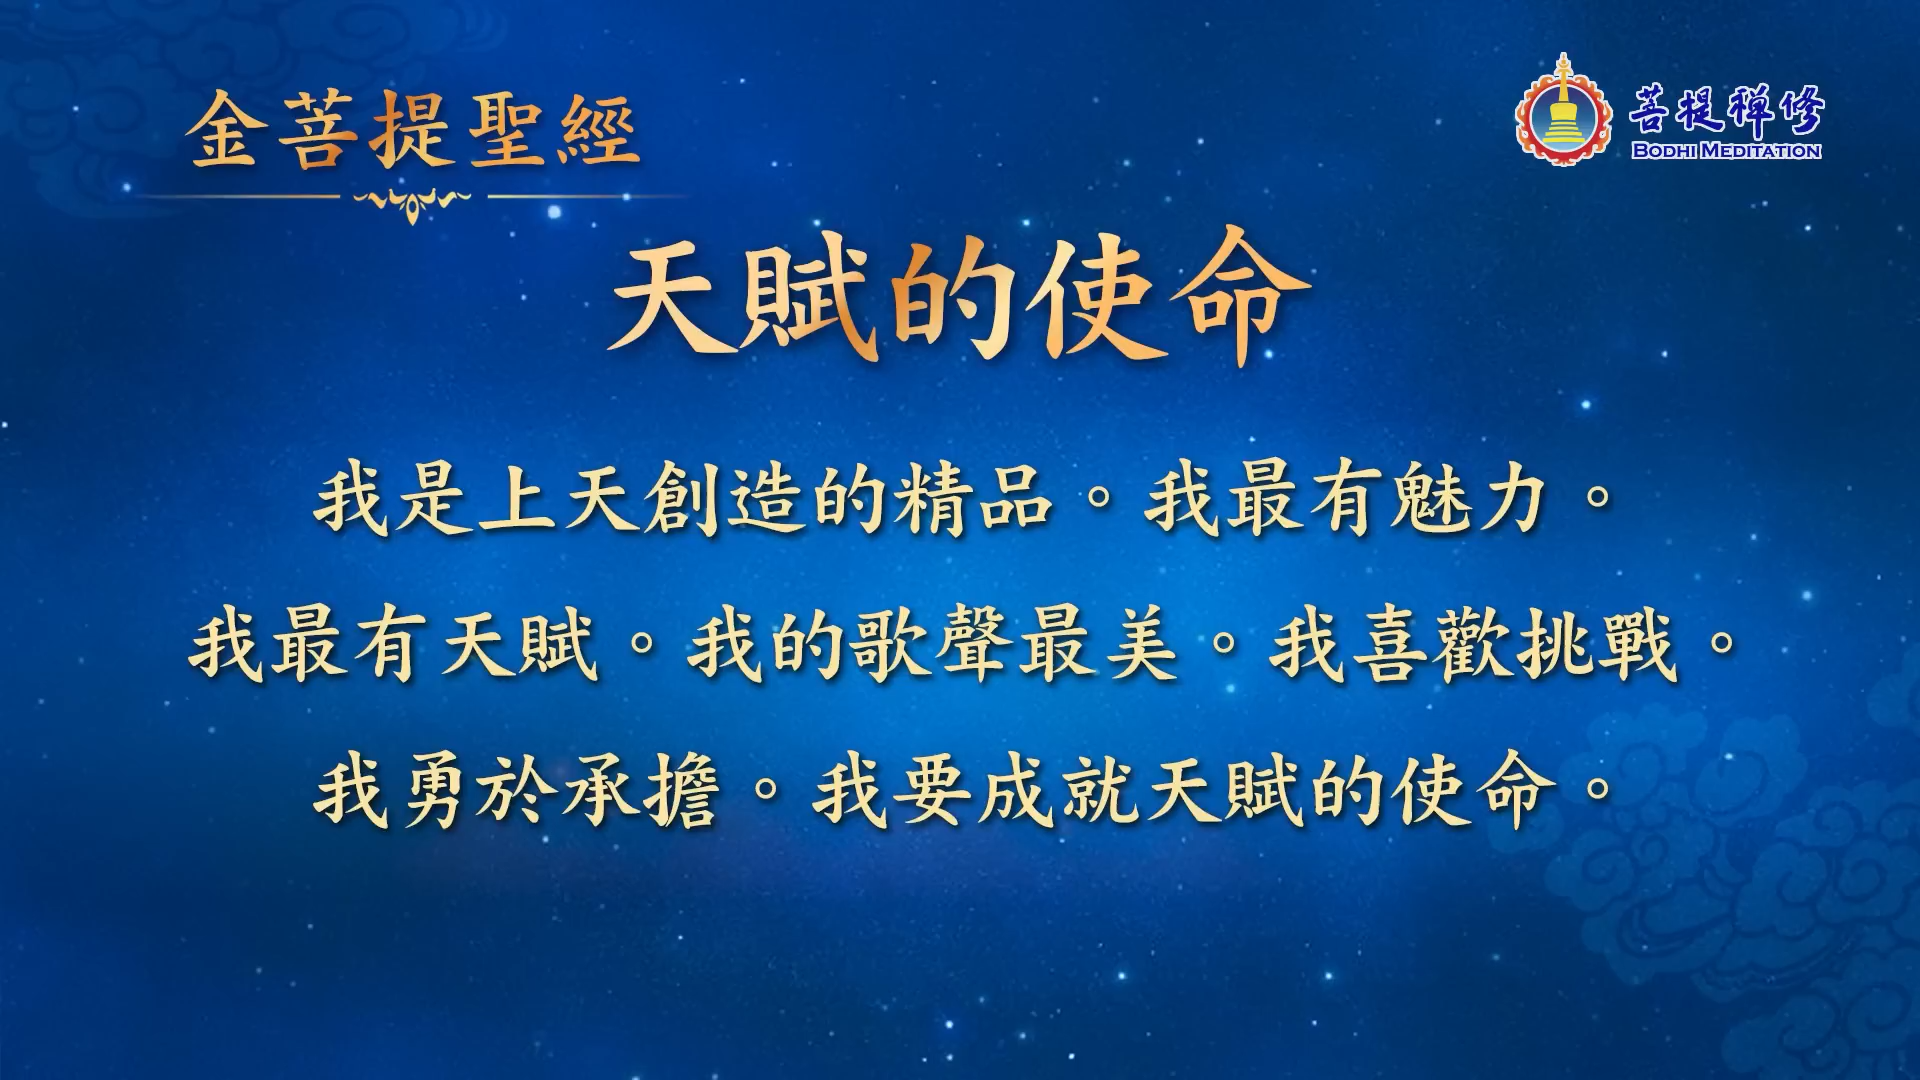 金菩提聖經
菩提禪修
BODHI MEDITATION
天賦的使命
我是上天創造的精品。我最有魅力。
我最有天賦。我的歌聲最美。我喜歡挑戰。
我勇於承擔。我要成就天賦的使命。